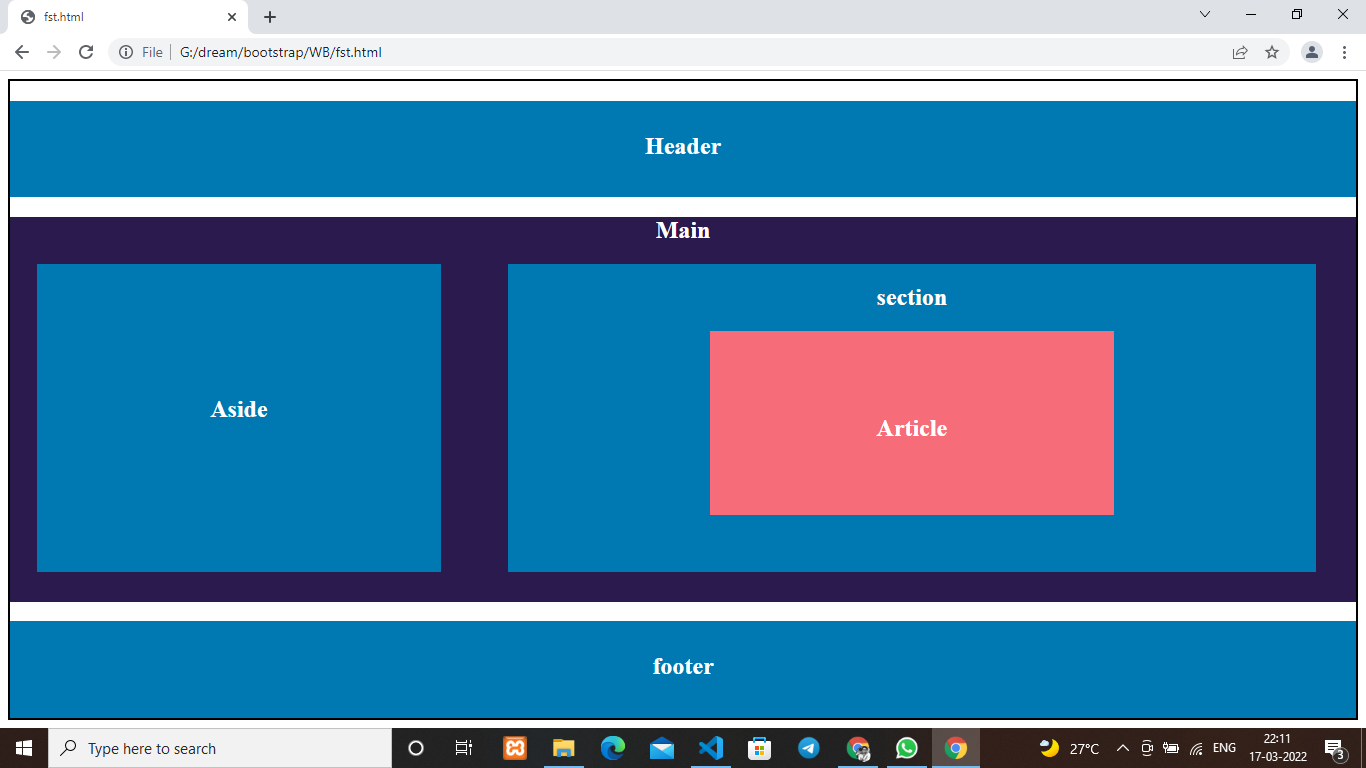 fst.html
File G:/dream/bootstrap/WB/fst.html
Header
Main
section
Aside
Article
footer
Type here to search
27°C
ENG
22:11
17-03-2022
3